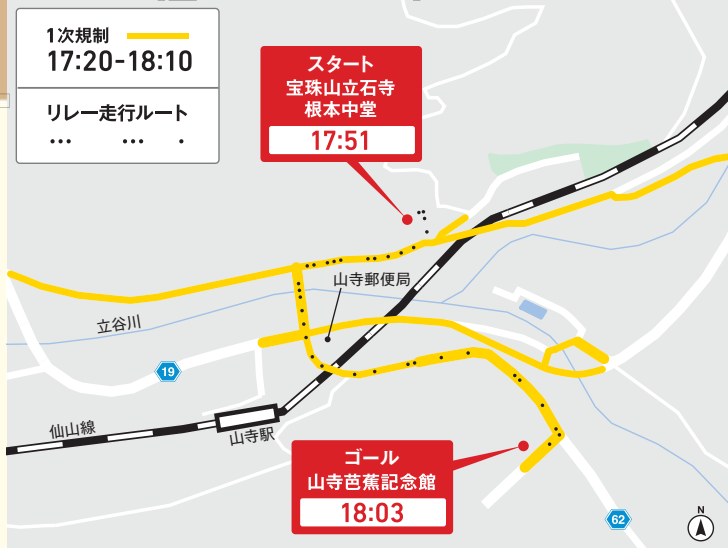 1次規制
17:20-18:10
リレー走行ルート
スタート
宝珠山立石寺
根本中堂
17:51
山寺郵便局
立谷川
19
仙山線
山寺駅
ゴール
山寺芭蕉記念館
18:03
62
N